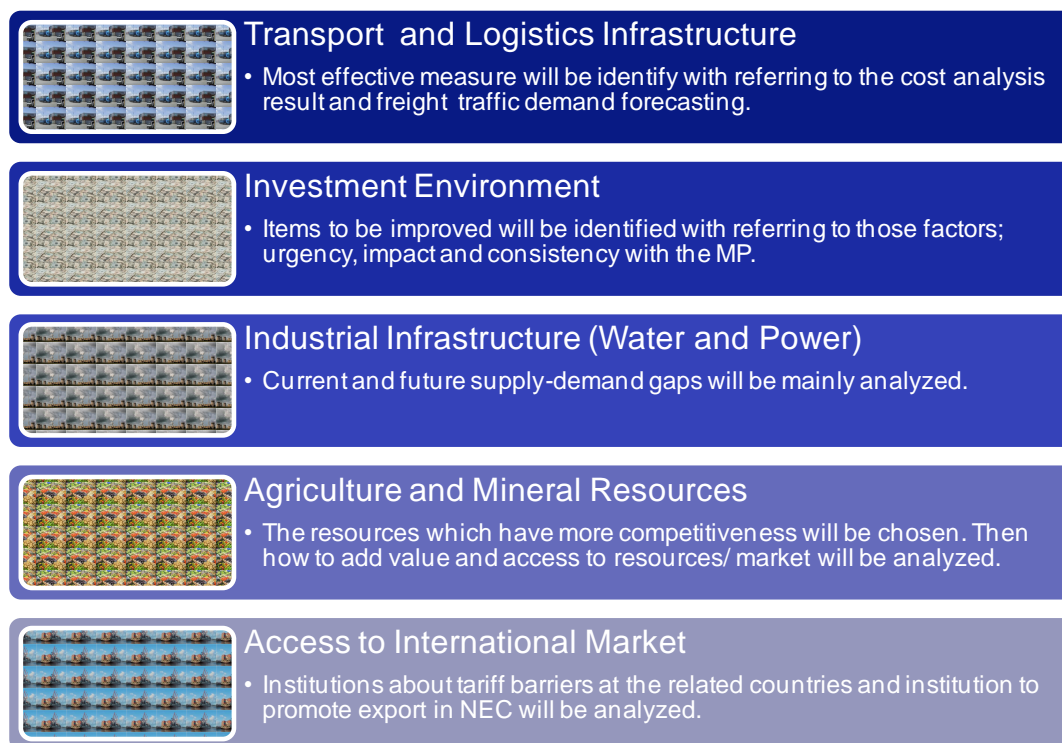 Transport and Logistics Infrastructure
• Most effective measure will be identify with referring to the cost analysis
result and freight traffic demand forecasting.
Investment Environment
• Items to be improved will be identified with referring to those factors;
urgency, impact and consistency with the MP.
Industrial Infrastructure (Water and Power)
• Current and future supply-demand gaps will be mainly analyzed.
Agriculture and Mineral Resources
• The resources which have more competitiveness will be chosen. Then
how to add value and access to resources/ market will be analyzed.
Access to International Market
• Institutions about tariff barriers at the related countries and institution to
promote export in NEC will be analyzed.